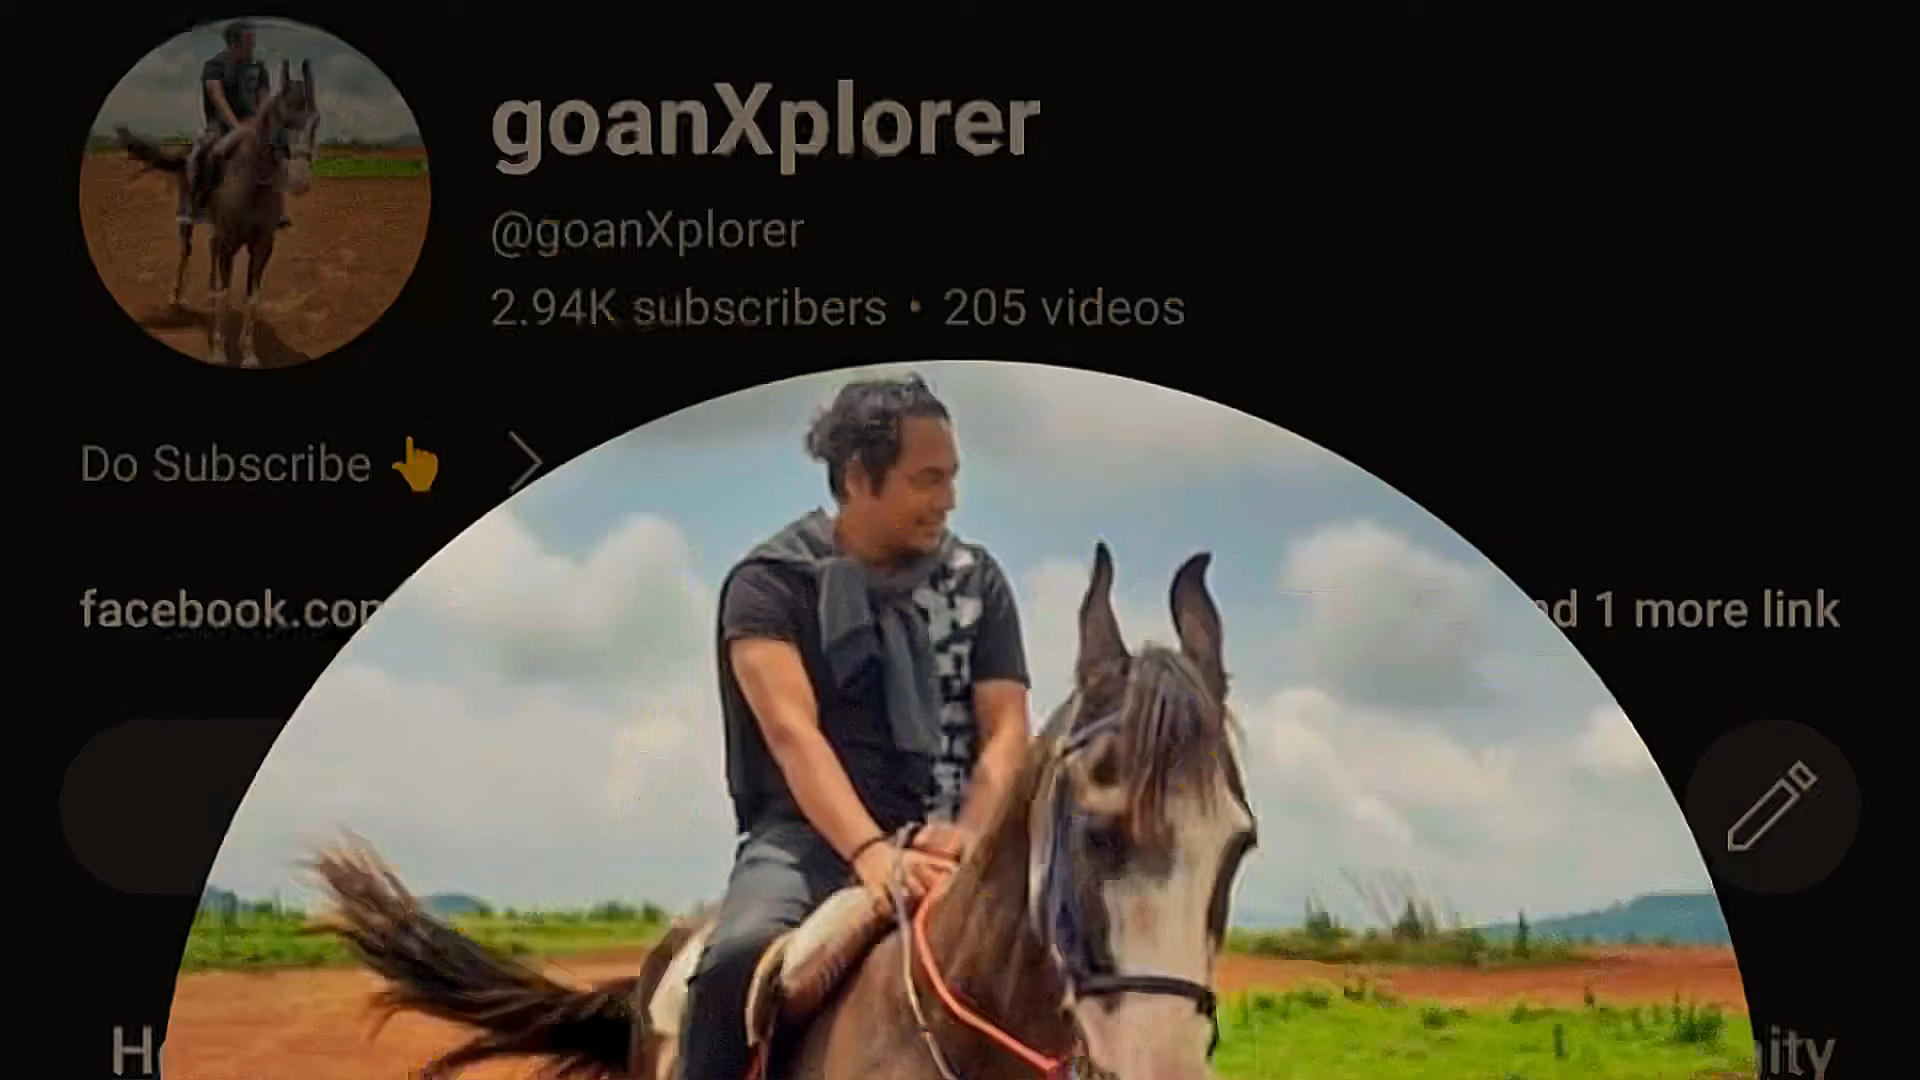 goanXplorer
@goanXplorer
2.94K subscribers • 205 videos
Do Subscribe 👆
facebook.com
1 more link